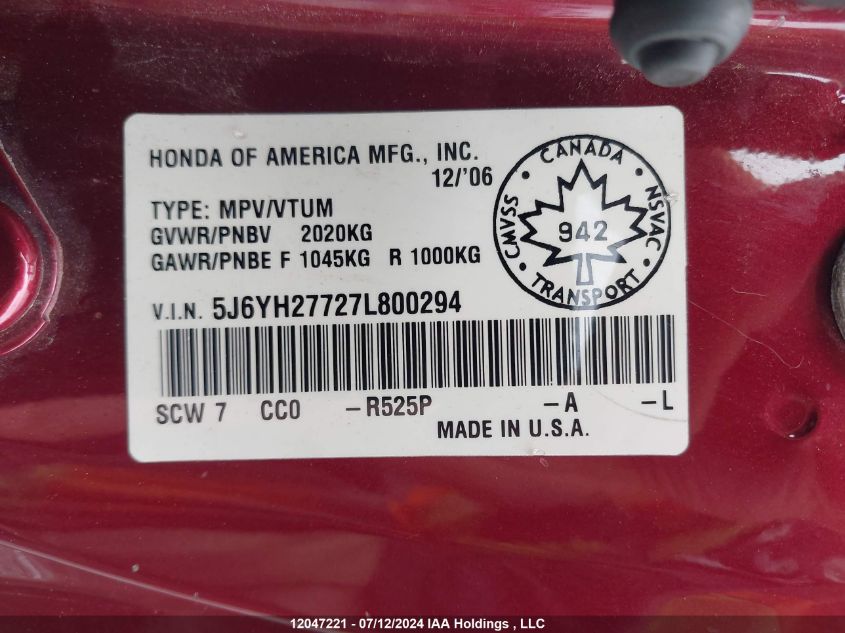 HONDA OF AMERICA MFG., INC.
12/'06
TYPE: MPV/VTUM
GVWR/PNBV 2020KG
GAWR/PNBE F 1045KG R 1000KG
V.I.N. 5J6YH27727L800294
SCW 7 CC0 -R525P -A -L
MADE IN U.S.A.
CANADA
CMVSS
942
NSVAC
TRANSPORT
12047221 - 07/12/2024 IAA Holdings , LLC